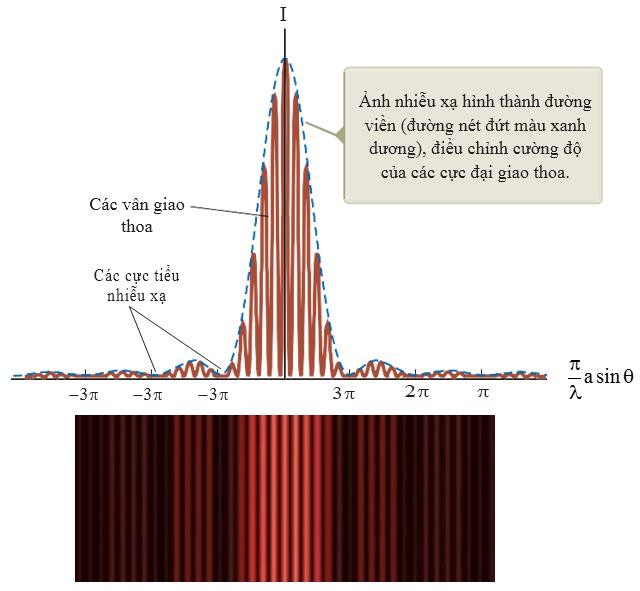 I
Ảnh nhiễu xạ hình thành đường
viền (đường nét đứt màu xanh
dương), điều chỉnh cường độ
của các cực đại giao thoa.
Các vân giao
thoa
Các cực tiểu
nhiễu xạ
−3π −3π −3π 3π 2π π
π/λ a sin θ